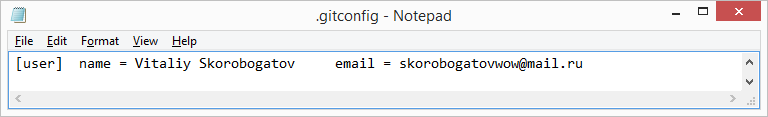 .gitconfig - Notepad
File Edit Format View Help
[user]  name = Vitaliy Skorobogatov     email = skorobogatovwow@mail.ru